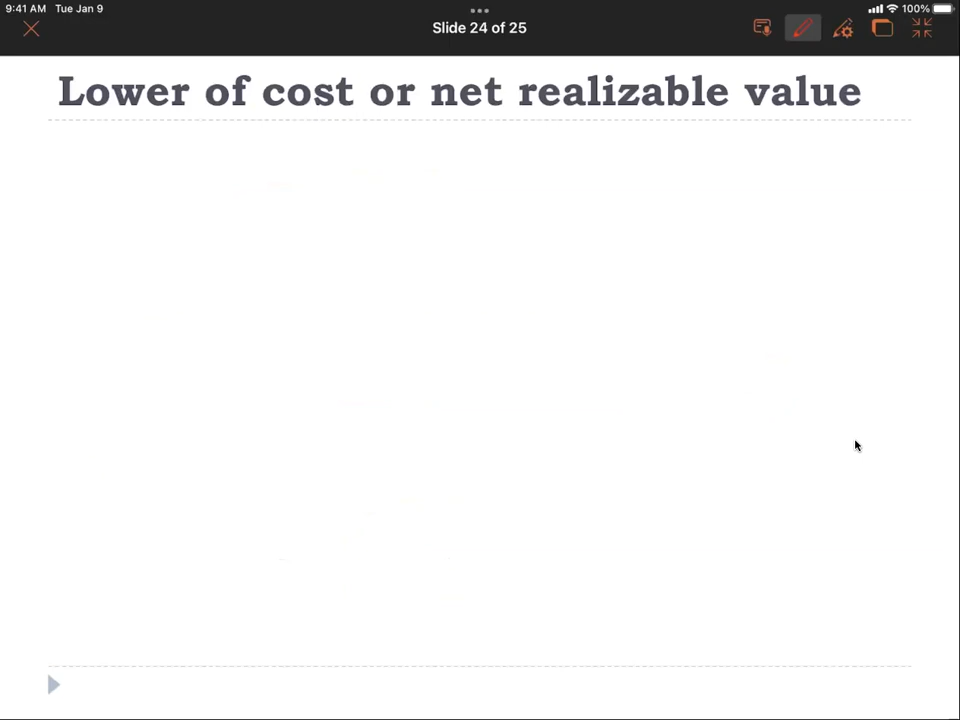 9:41 AM Tue Jan 9
100%
Slide 24 of 25
Lower of cost or net realizable value